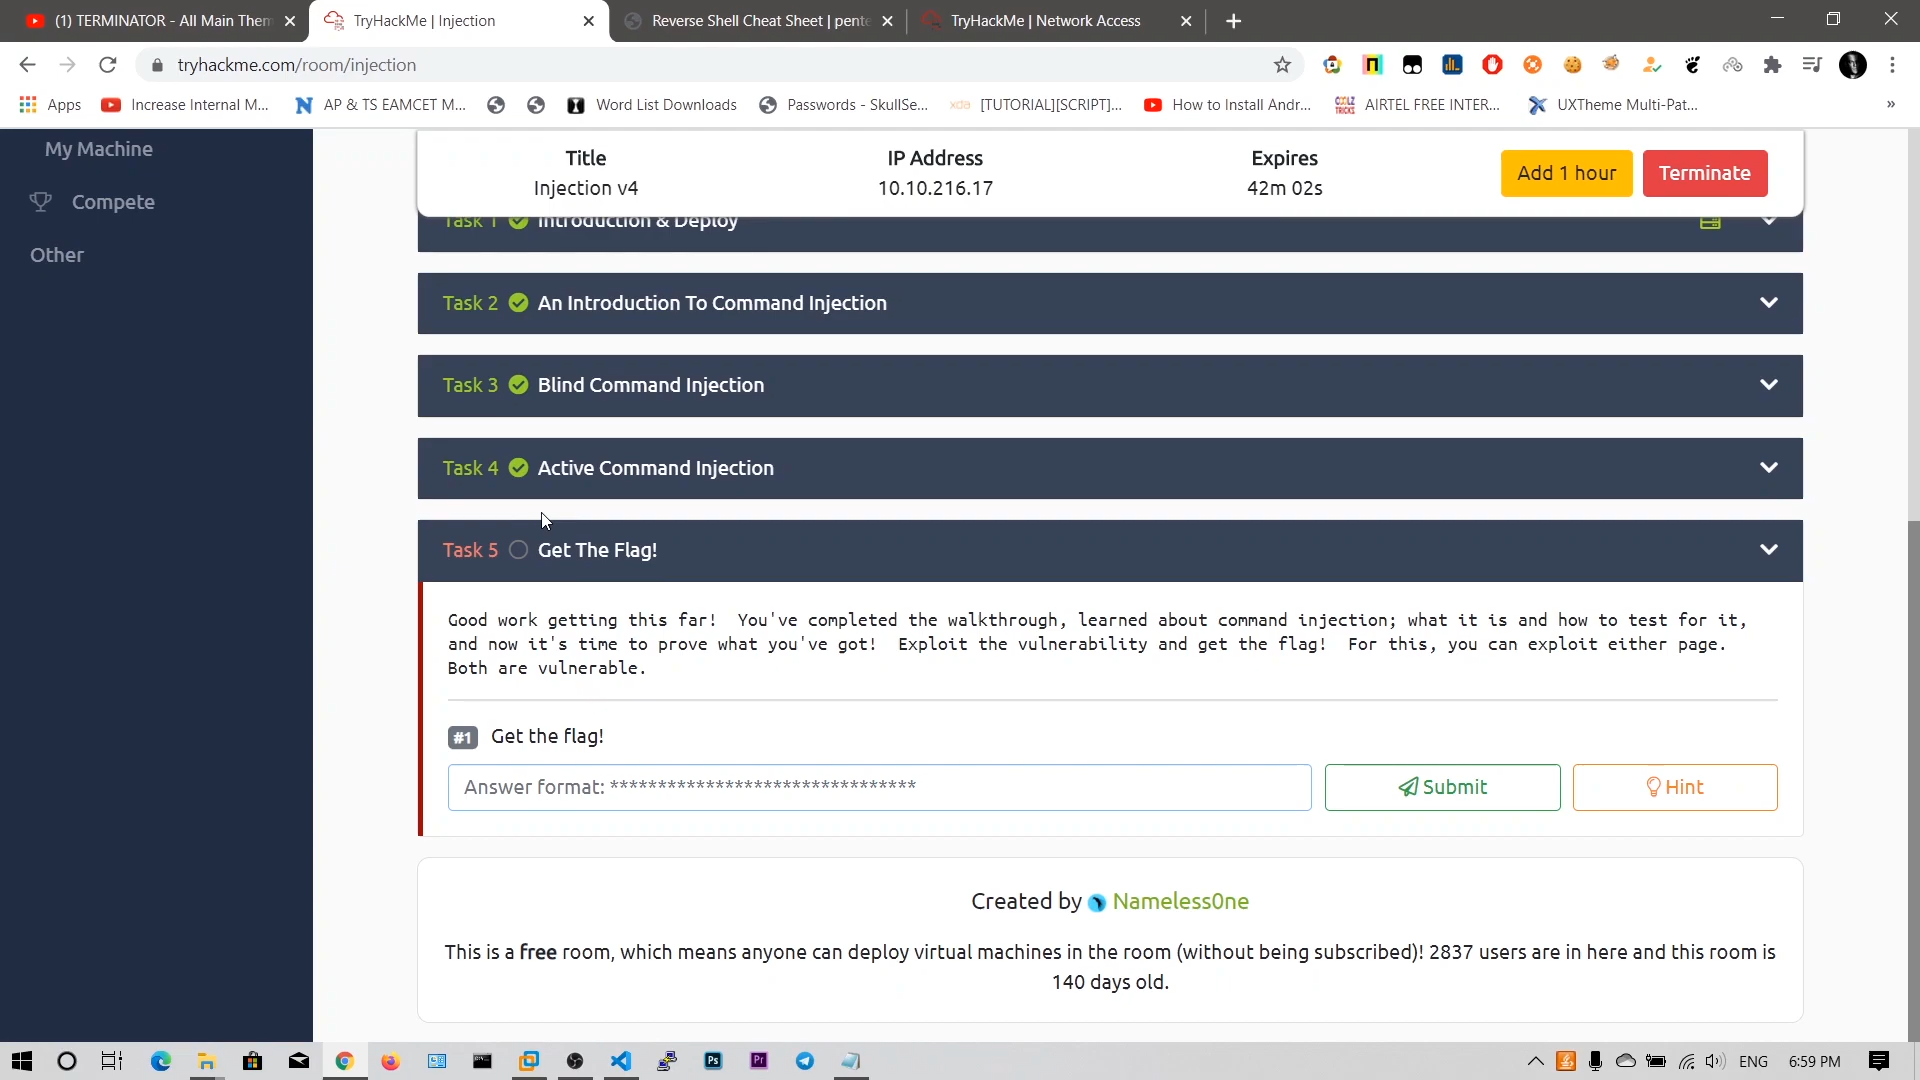 (1) TERMINATOR - All Main Them
TryHackMe | Injection
Reverse Shell Cheat Sheet | pente
TryHackMe | Network Access
tryhackme.com/room/injection
Apps
Increase Internal M...
AP & TS EAMCET M...
Word List Downloads
Passwords - SkullSe...
[TUTORIAL][SCRIPT]...
How to Install Andr...
AIRTEL FREE INTER...
UXTheme Multi-Pat...
»
My Machine
Compete
Other
Title
Injection v4
IP Address
10.10.216.17
Expires
42m 02s
Add 1 hour
Terminate
Task 1 Introduction & Deploy
Task 2 An Introduction To Command Injection
Task 3 Blind Command Injection
Task 4 Active Command Injection
Task 5 Get The Flag!
Good work getting this far!  You've completed the walkthrough, learned about command injection; what it is and how to test for it,
and now it's time to prove what you've got!  Exploit the vulnerability and get the flag!  For this, you can exploit either page.
Both are vulnerable.
#1 Get the flag!
Answer format: ********************************
Submit
Hint
Created by Nameless0ne
This is a free room, which means anyone can deploy virtual machines in the room (without being subscribed)! 2837 users are in here and this room is
140 days old.
Ps
Pr
ENG
6:59 PM